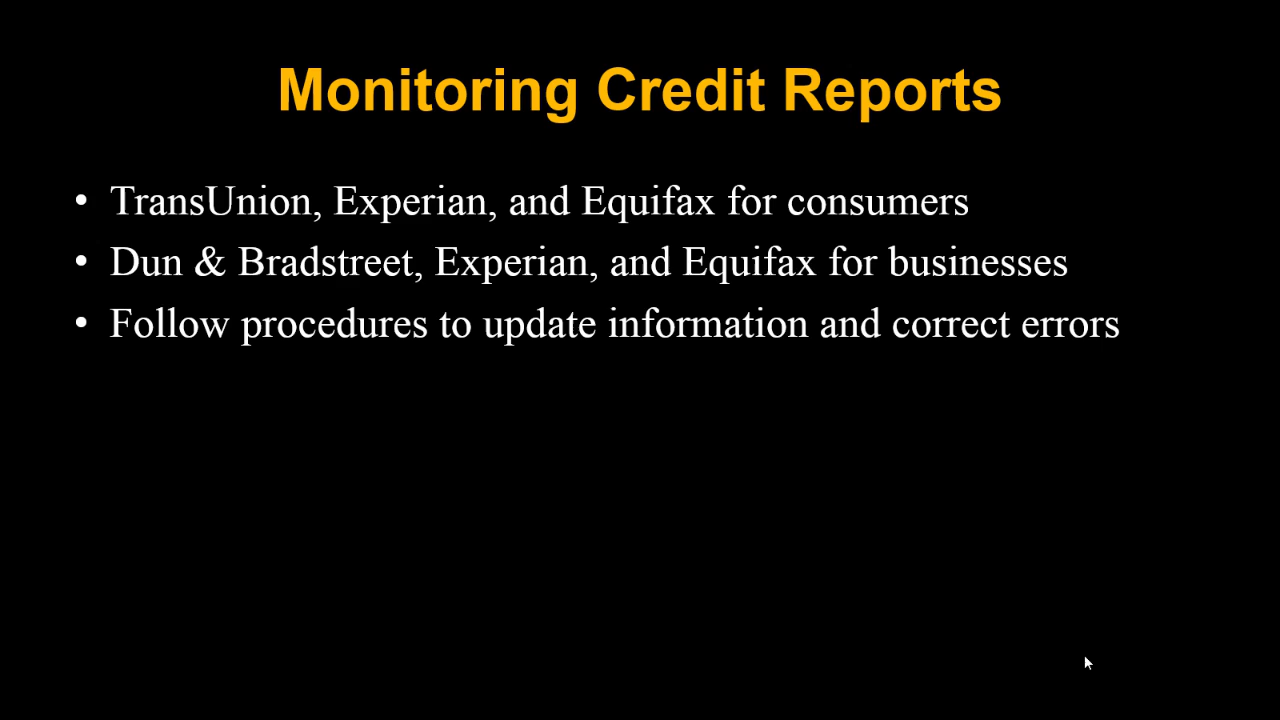 Monitoring Credit Reports
• TransUnion, Experian, and Equifax for consumers
• Dun & Bradstreet, Experian, and Equifax for businesses
• Follow procedures to update information and correct errors